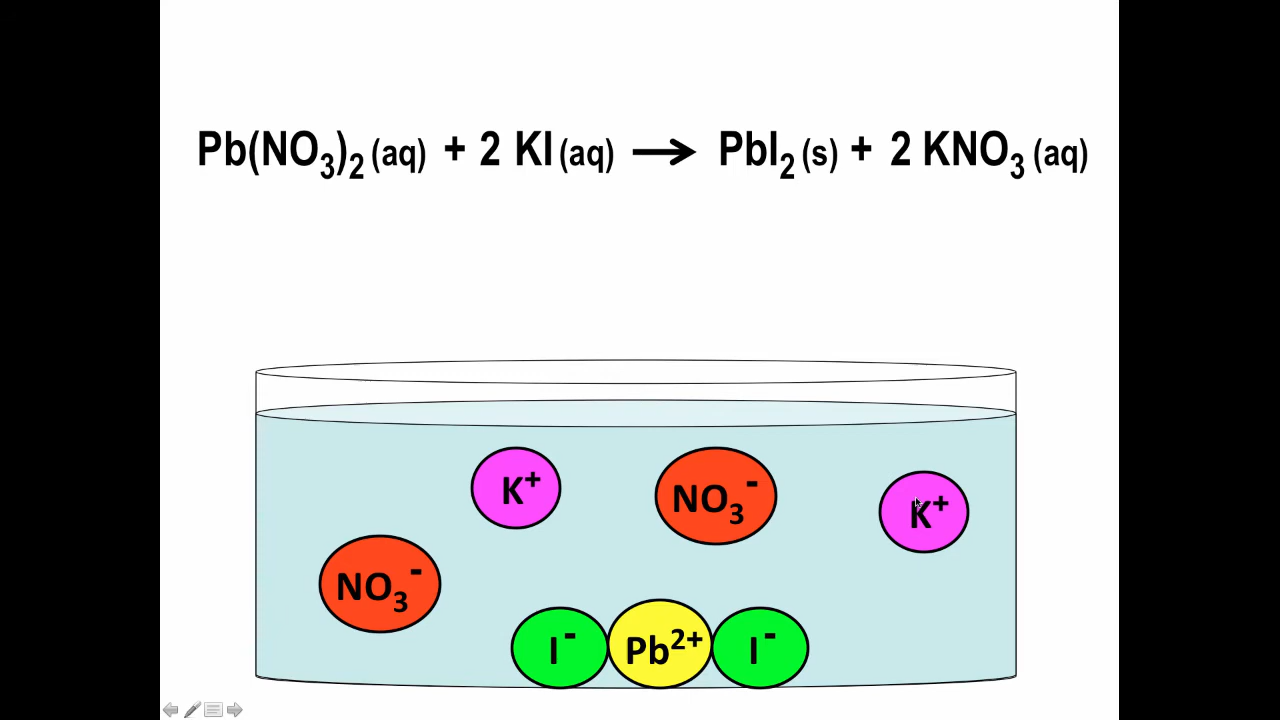 Pb(NO₃)₂ (aq) + 2 KI (aq) → PbI₂ (s) + 2 KNO₃ (aq)
K⁺
NO₃⁻
K⁺
NO₃⁻
I⁻ Pb²⁺ I⁻